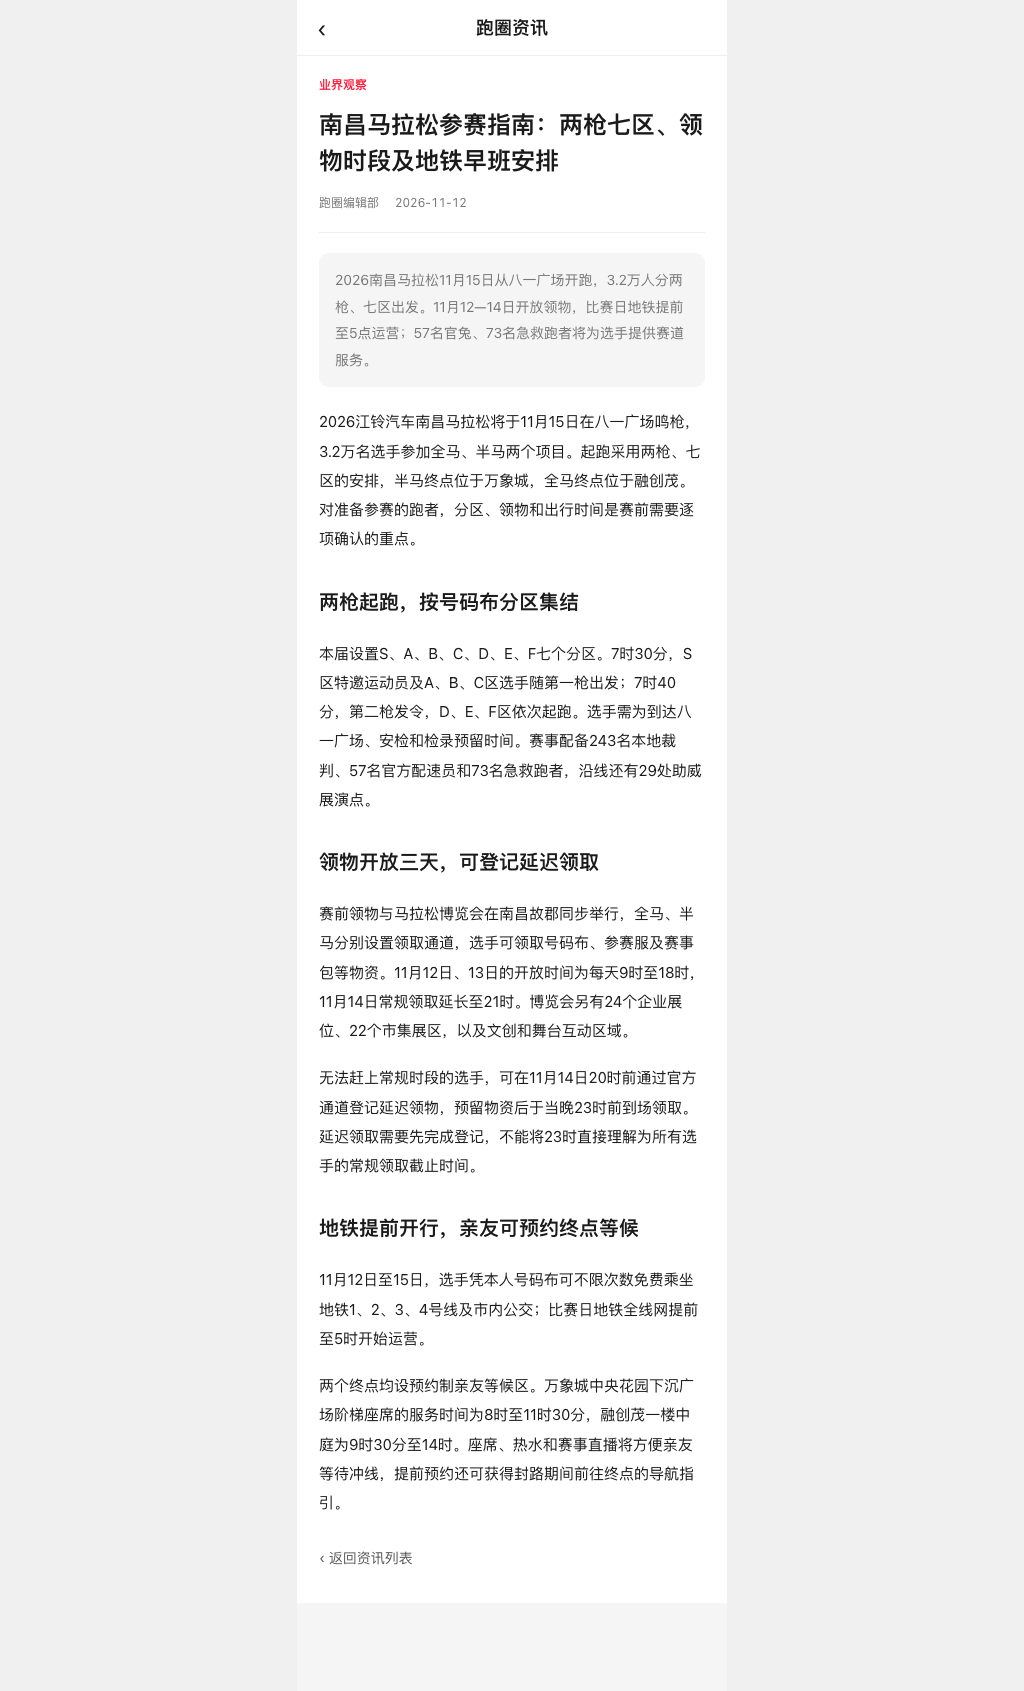 ‹
跑圈资讯
业界观察
南昌马拉松参赛指南：两枪七区、领
物时段及地铁早班安排
跑圈编辑部 2026-11-12
2026南昌马拉松11月15日从八一广场开跑，3.2万人分两
枪、七区出发。11月12—14日开放领物，比赛日地铁提前
至5点运营；57名官兔、73名急救跑者将为选手提供赛道
服务。
2026江铃汽车南昌马拉松将于11月15日在八一广场鸣枪，
3.2万名选手参加全马、半马两个项目。起跑采用两枪、七
区的安排，半马终点位于万象城，全马终点位于融创茂。
对准备参赛的跑者，分区、领物和出行时间是赛前需要逐
项确认的重点。
两枪起跑，按号码布分区集结
本届设置S、A、B、C、D、E、F七个分区。7时30分，S
区特邀运动员及A、B、C区选手随第一枪出发；7时40
分，第二枪发令，D、E、F区依次起跑。选手需为到达八
一广场、安检和检录预留时间。赛事配备243名本地裁
判、57名官方配速员和73名急救跑者，沿线还有29处助威
展演点。
领物开放三天，可登记延迟领取
赛前领物与马拉松博览会在南昌故郡同步举行，全马、半
马分别设置领取通道，选手可领取号码布、参赛服及赛事
包等物资。11月12日、13日的开放时间为每天9时至18时，
11月14日常规领取延长至21时。博览会另有24个企业展
位、22个市集展区，以及文创和舞台互动区域。
无法赶上常规时段的选手，可在11月14日20时前通过官方
通道登记延迟领物，预留物资后于当晚23时前到场领取。
延迟领取需要先完成登记，不能将23时直接理解为所有选
手的常规领取截止时间。
地铁提前开行，亲友可预约终点等候
11月12日至15日，选手凭本人号码布可不限次数免费乘坐
地铁1、2、3、4号线及市内公交；比赛日地铁全线网提前
至5时开始运营。
两个终点均设预约制亲友等候区。万象城中央花园下沉广
场阶梯座席的服务时间为8时至11时30分，融创茂一楼中
庭为9时30分至14时。座席、热水和赛事直播将方便亲友
等待冲线，提前预约还可获得封路期间前往终点的导航指
引。
‹ 返回资讯列表